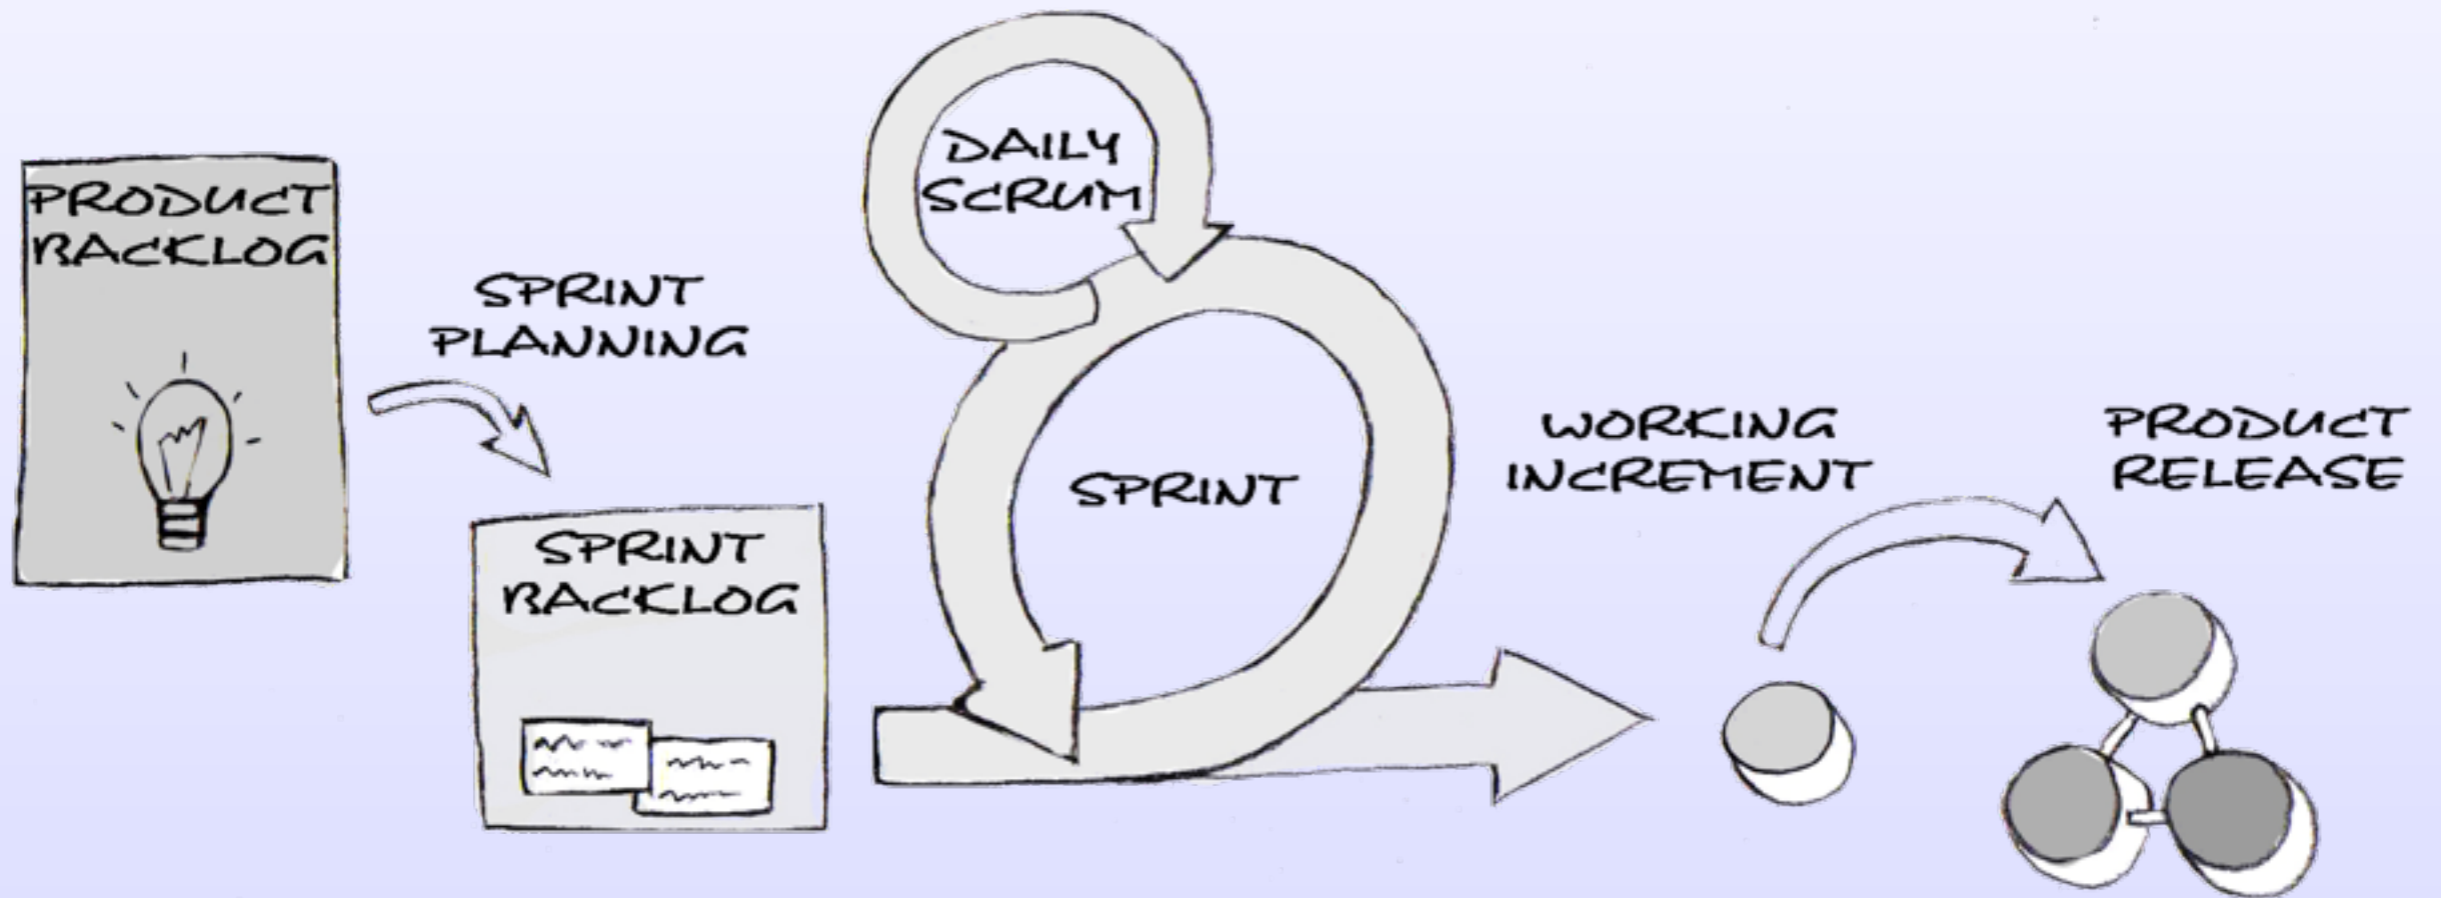 PRODUCT
BACKLOG
SPRINT
PLANNING
SPRINT
BACKLOG
DAILY
SCRUM
SPRINT
WORKING
INCREMENT
PRODUCT
RELEASE